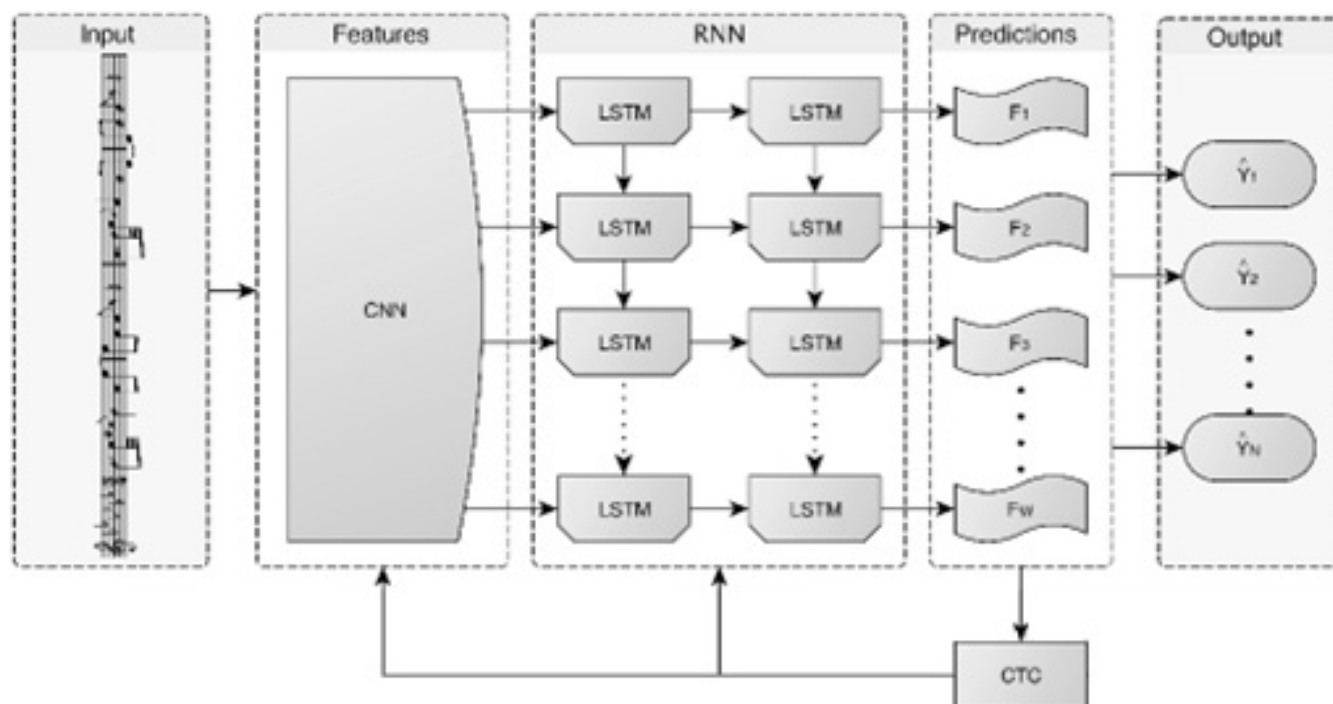 Input
Features
RNN
Predictions
Output
CNN
LSTM LSTM F1
LSTM LSTM F2
LSTM LSTM F3
LSTM LSTM FW
Ŷ1
Ŷ2
ŶN
CTC